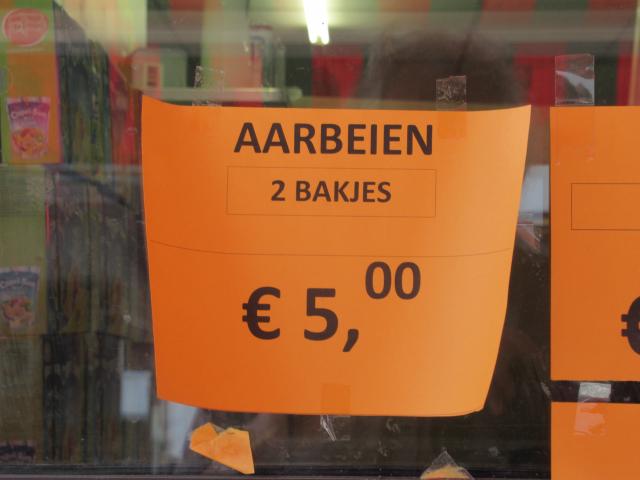 AARBEIEN
2 BAKJES
€ 5,00
€